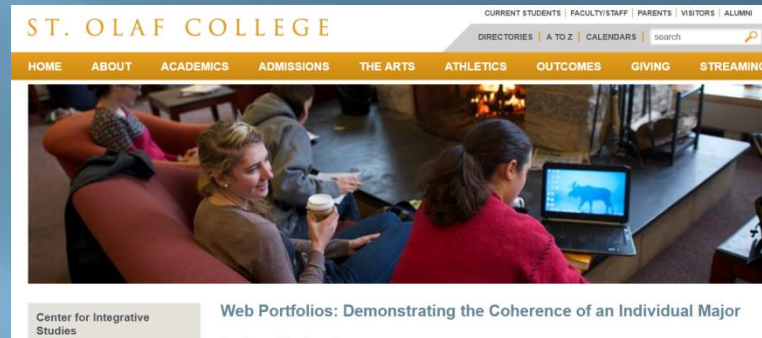 CURRENT STUDENTS | FACULTY/STAFF | PARENTS | VISITORS | ALUMNI
ST. OLAF COLLEGE
DIRECTORIES | A TO Z | CALENDARS | search
HOME ABOUT ACADEMICS ADMISSIONS THE ARTS ATHLETICS OUTCOMES GIVING STREAMING
Center for Integrative
Studies
Web Portfolios: Demonstrating the Coherence of an Individual Major